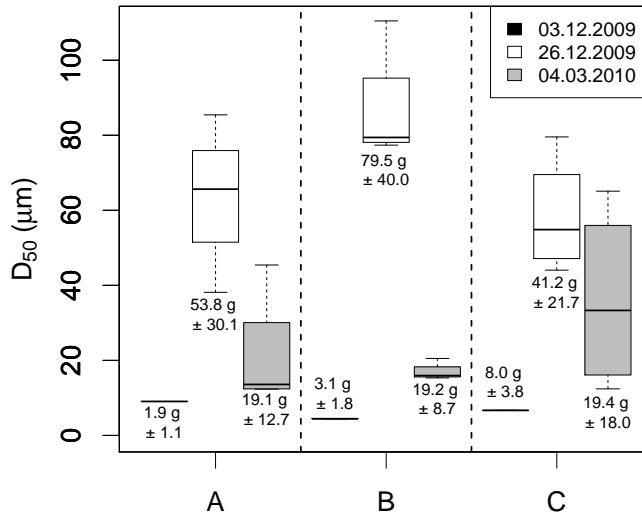 03.12.2009
26.12.2009
04.03.2010
D50 (μm)
100
80
60
40
20
0
79.5 g
± 40.0
53.8 g
± 30.1
41.2 g
± 21.7
1.9 g
± 1.1
19.1 g
± 12.7
3.1 g
± 1.8
19.2 g
± 8.7
8.0 g
± 3.8
19.4 g
± 18.0
A
B
C